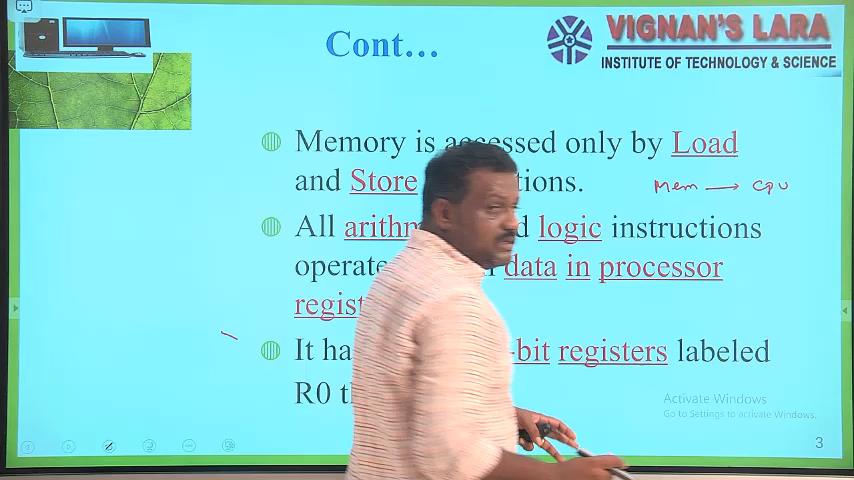 Cont…
VIGNAN'S LARA
INSTITUTE OF TECHNOLOGY & SCIENCE
Memory is accessed only by Load
and Store tions.
Mem → CPU
All arithm d logic instructions
operate data in processor
regist
It ha -bit registers labeled
R0 t
Activate Windows
Go to Settings to activate Windows.
3